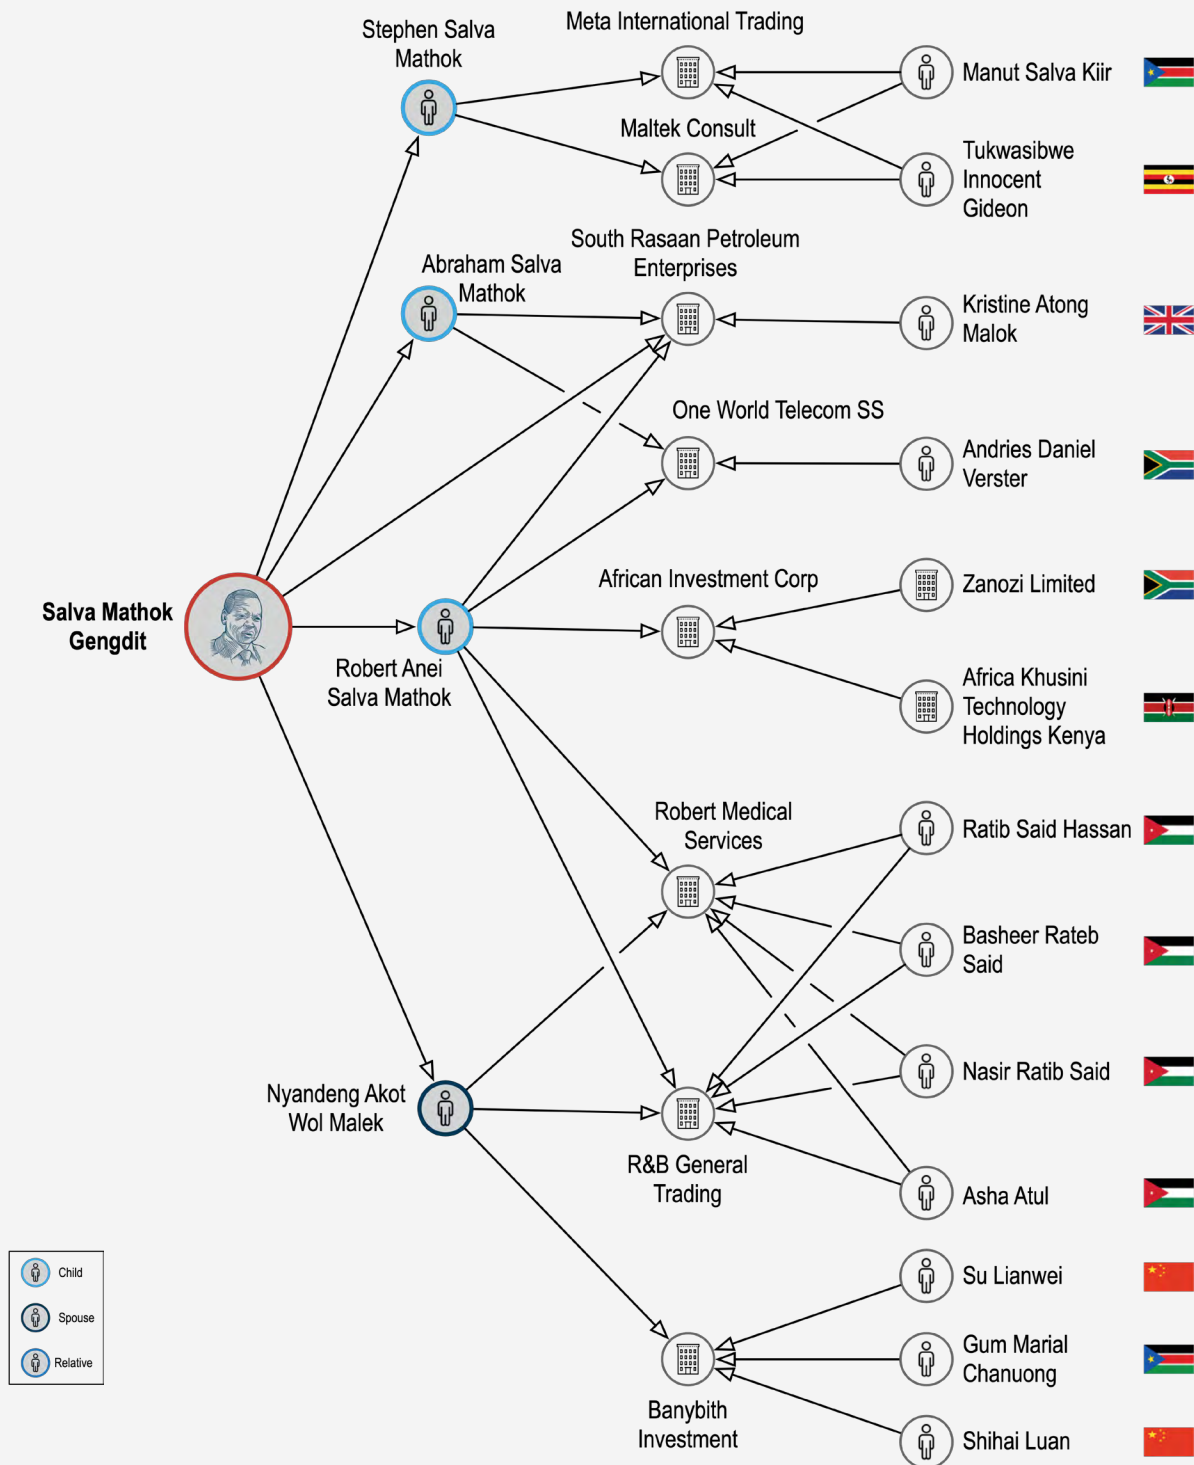 Stephen Salva
Mathok
Meta International Trading
Manut Salva Kiir
Maltek Consult
Tukwasibwe
Innocent
Gideon
South Rasaan Petroleum
Enterprises
Abraham Salva
Mathok
Kristine Atong
Malok
One World Telecom SS
Andries Daniel
Verster
African Investment Corp
Zanozi Limited
Salva Mathok
Gengdit
Robert Anei
Salva Mathok
Africa Khusini
Technology
Holdings Kenya
Robert Medical
Services
Ratib Said Hassan
Basheer Rateb
Said
Nasir Ratib Said
Nyandeng Akot
Wol Malek
R&B General
Trading
Asha Atul
Su Lianwei
Gum Marial
Chanuong
Banybith
Investment
Shihai Luan
Child
Spouse
Relative